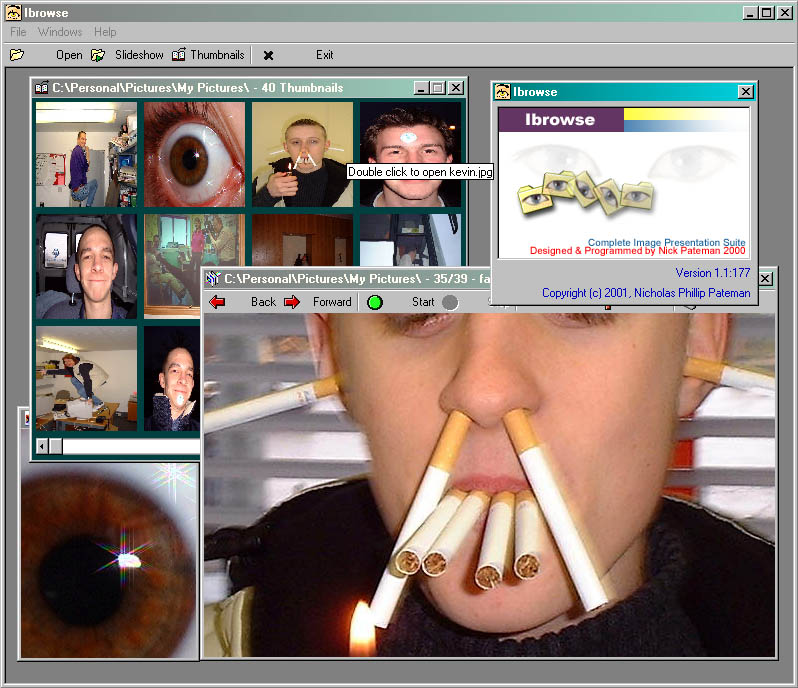 Ibrowse
File Windows Help
Open Slideshow Thumbnails Exit
C:\Personal\Pictures\My Pictures\ - 40 Thumbnails
Double click to open kevin.jpg
Ibrowse
Ibrowse
Complete Image Presentation Suite
Designed & Programmed by Nick Pateman 2000
Version 1.1:177
Copyright (c) 2001, Nicholas Phillip Pateman
C:\Personal\Pictures\My Pictures\ - 35/39 - fa
Back Forward Start